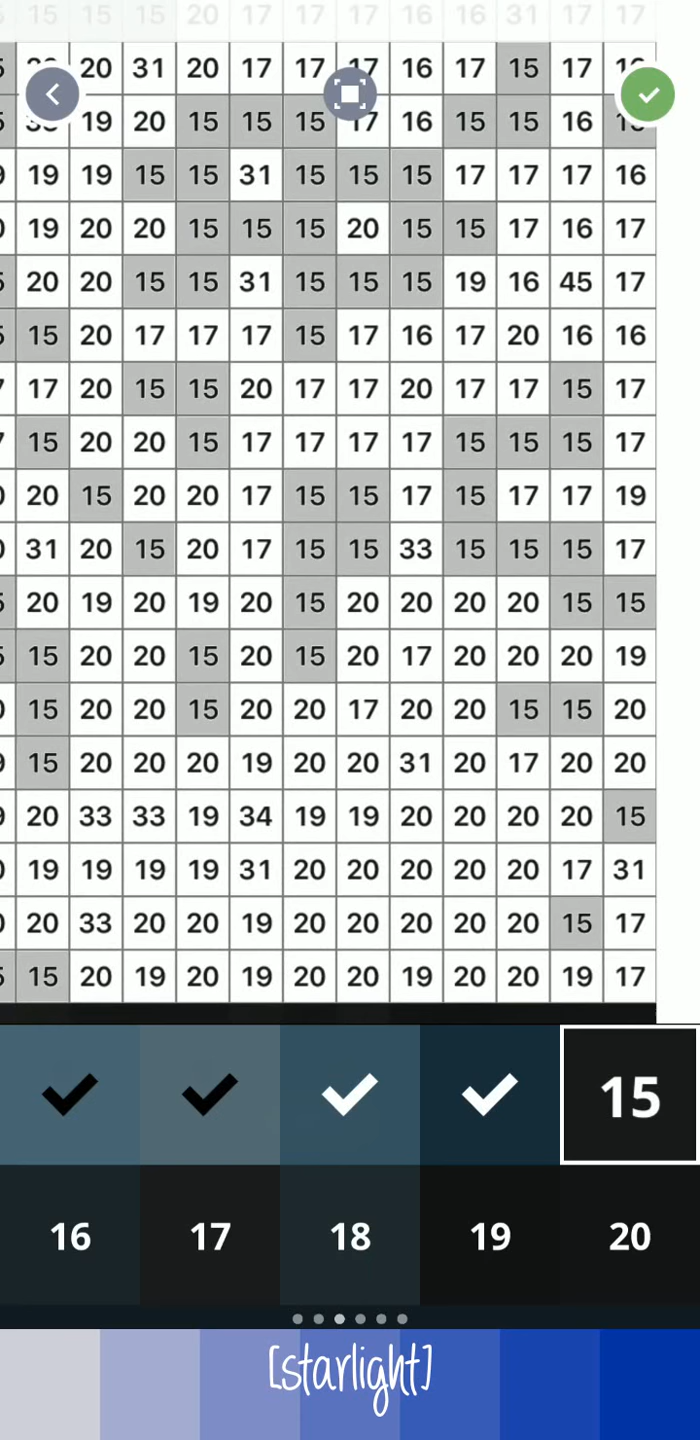 15 15 15 20 17 17 17 16 16 31 17 17
20 31 20 17 17 17 16 17 15 17
19 20 15 15 15 17 16 15 15 16
19 19 15 15 31 15 15 15 17 17 17 16
19 20 20 15 15 15 20 15 15 17 16 17
20 20 15 15 31 15 15 15 19 16 45 17
15 20 17 17 17 15 17 16 17 20 16 16
17 20 15 15 20 17 17 20 17 17 15 17
15 20 20 15 17 17 17 17 15 15 15 17
20 15 20 20 17 15 15 17 15 17 17 19
31 20 15 20 17 15 15 33 15 15 15 17
20 19 20 19 20 15 20 20 20 20 15 15
15 20 20 15 20 15 20 17 20 20 20 19
15 20 20 15 20 20 17 20 20 15 15 20
15 20 20 20 19 20 20 31 20 17 20 20
20 33 33 19 34 19 19 20 20 20 20 15
19 19 19 19 31 20 20 20 20 20 17 31
20 33 20 20 19 20 20 20 20 20 15 17
15 20 19 20 19 20 20 19 20 20 19 17
15
16 17 18 19 20
[starlight]